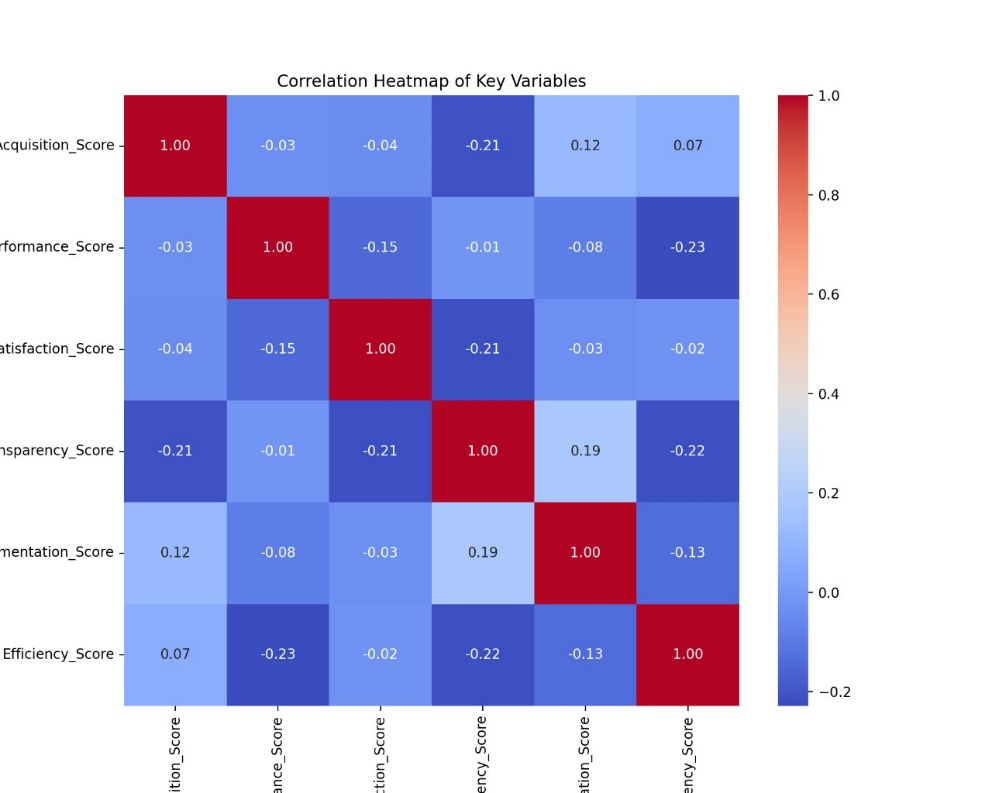 Correlation Heatmap of Key Variables
cquisition_Score 1.00 -0.03 -0.04 -0.21 0.12 0.07
rformance_Score -0.03 1.00 -0.15 -0.01 -0.08 -0.23
atisfaction_Score -0.04 -0.15 1.00 -0.21 -0.03 -0.02
nsparency_Score -0.21 -0.01 -0.21 1.00 0.19 -0.22
mentation_Score 0.12 -0.08 -0.03 0.19 1.00 -0.13
Efficiency_Score 0.07 -0.23 -0.02 -0.22 -0.13 1.00
ition_Score
ance_Score
ction_Score
ency_Score
ation_Score
ency_Score
1.0
0.8
0.6
0.4
0.2
0.0
−0.2